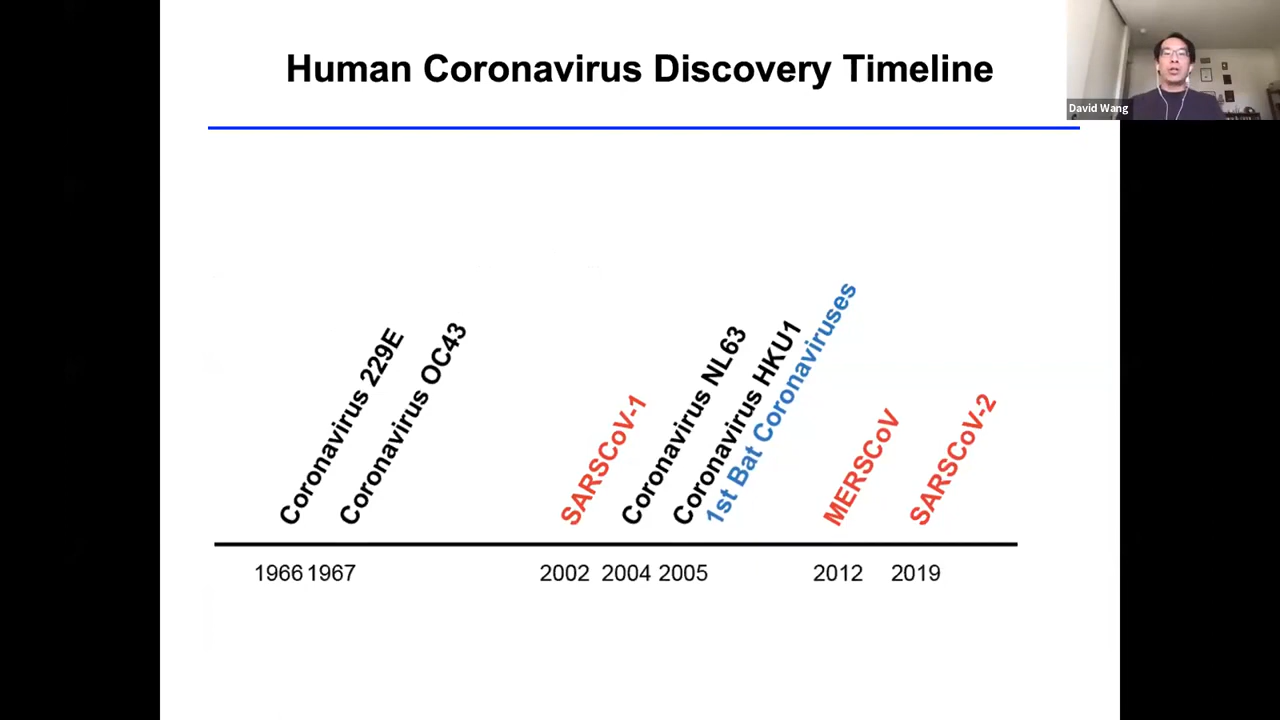 Human Coronavirus Discovery Timeline
David Wang
Coronavirus 229E
Coronavirus OC43
SARSCoV-1
Coronavirus NL63
Coronavirus HKU1
1st Bat Coronaviruses
MERSCoV
SARSCoV-2
1966 1967 2002 2004 2005 2012 2019